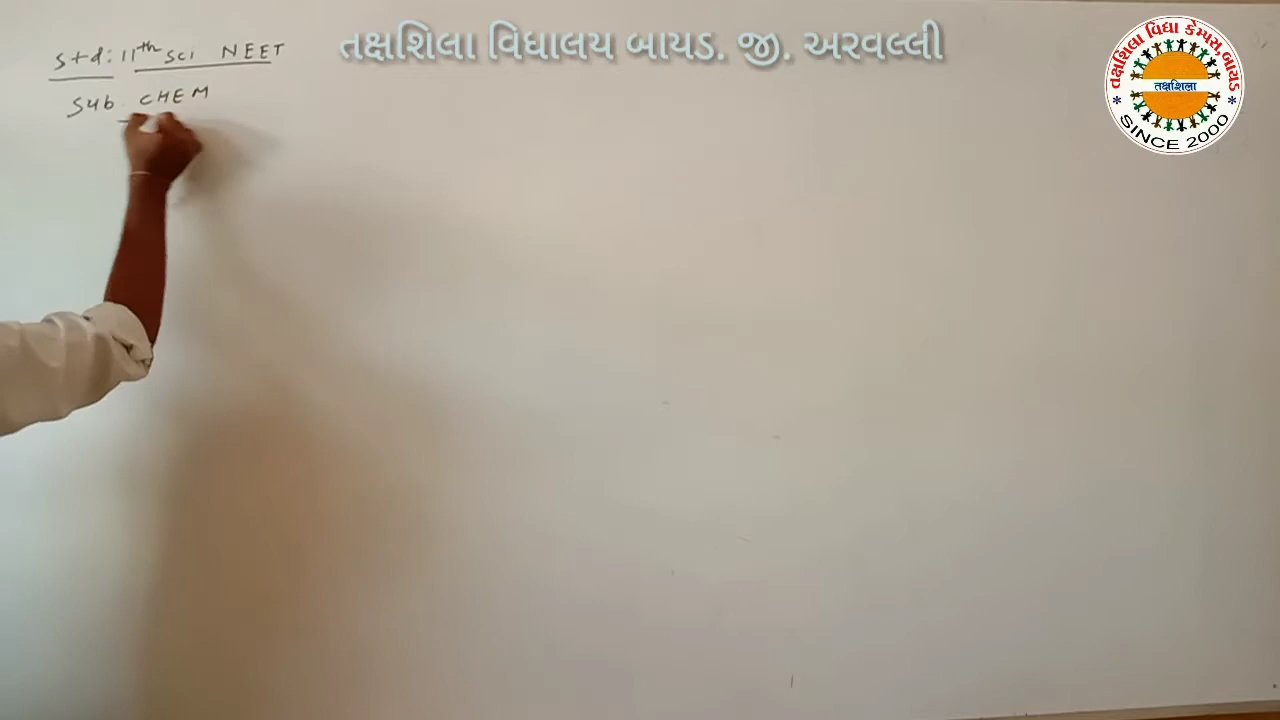 Std: 11th Sci NEET
Sub. CHEM
તક્ષશિલા વિદ્યાલય બાયડ. જી. અરવલ્લી
તક્ષશિલા વિદ્યા કેમ્પસ, બાયડ
તક્ષશિલા
* SINCE 2000 *